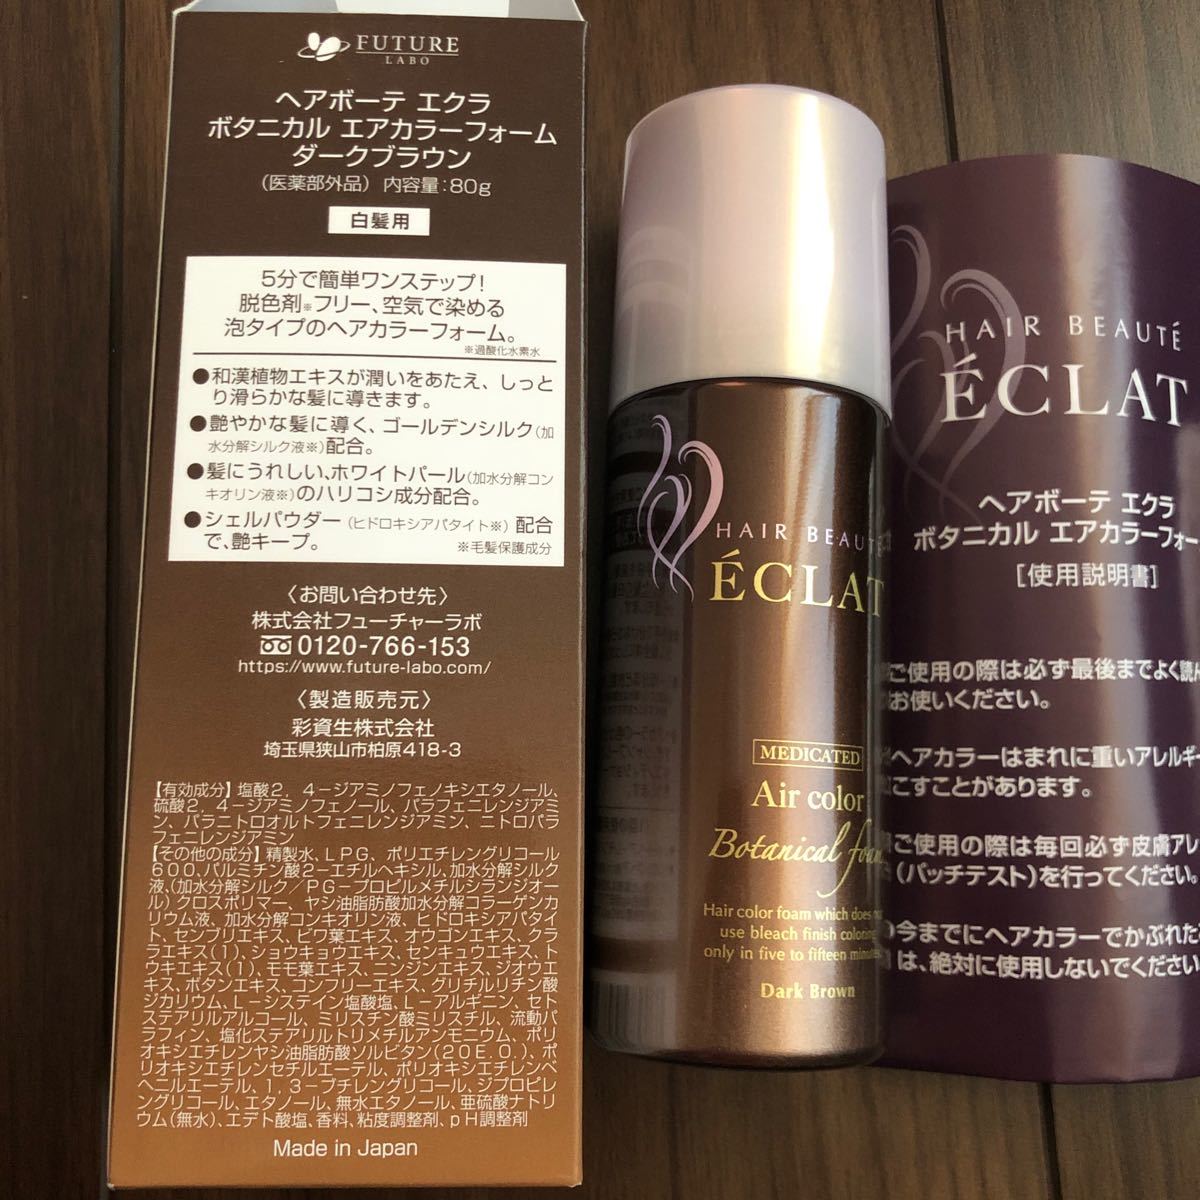 FUTURE
LABO
ヘアボーテ エクラ
ボタニカル エアカラーフォーム
ダークブラウン
(医薬部外品) 内容量:80g
白髪用
5分で簡単ワンステップ!
脱色剤※フリー、空気で染める
泡タイプのヘアカラーフォーム。
※過酸化水素水
●和漢植物エキスが潤いをあたえ、しっと
り滑らかな髪に導きます。
●艶やかな髪に導く、ゴールデンシルク(加
水分解シルク液※)配合。
●髪にうれしい、ホワイトパール(加水分解コン
キオリン液※)のハリコシ成分配合。
●シェルパウダー(ヒドロキシアパタイト※)配合
で、艶キープ。
※毛髪保護成分
〈お問い合わせ先〉
株式会社フューチャーラボ
0120-766-153
https://www.future-labo.com/
〈製造販売元〉
彩資生株式会社
埼玉県狭山市柏原418-3
【有効成分】塩酸2，4-ジアミノフェノキシエタノール、
硫酸2，4-ジアミノフェノール、パラフェニレンジアミ
ン、パラニトロオルトフェニレンジアミン、ニトロパラ
フェニレンジアミン
【その他の成分】精製水、LPG、ポリエチレングリコール
600、パルミチン酸2-エチルヘキシル、加水分解シルク
液、(加水分解シルク/PG-プロピルメチルシランジオー
ル)クロスポリマー、ヤシ油脂肪酸加水分解コラーゲンカ
リウム液、加水分解コンキオリン液、ヒドロキシアパタイ
ト、センブリエキス、ビワ葉エキス、オウゴンエキス、クラ
ラエキス(1)、ショウキョウエキス、センキュウエキス、ト
ウキエキス(1)、モモ葉エキス、ニンジンエキス、ジオウエ
キス、ボタンエキス、コンフリーエキス、グリチルリチン酸
ジカリウム、L-システイン塩酸塩、L-アルギニン、セト
ステアリルアルコール、ミリスチン酸ミリスチル、流動パ
ラフィン、塩化ステアリルトリメチルアンモニウム、ポリ
オキシエチレンヤシ油脂肪酸ソルビタン(20E.O.)、ポ
リオキシエチレンセチルエーテル、ポリオキシエチレンベ
ヘニルエーテル、1,3-ブチレングリコール、ジプロピレ
ングリコール、エタノール、無水エタノール、亜硫酸ナトリ
ウム(無水)、エデト酸塩、香料、粘度調整剤、pH調整剤
Made in Japan
HAIR BEAUT
ÉCLAT
MEDICATED
Air color
Botanical foam
Hair color foam which does
use bleach finish coloring
only in five to fifteen minutes
Dark Brown
HAIR BEAUTÉ
ÉCLAT
ヘアボーテ エクラ
ボタニカル エアカラーフォー
[使用説明書]
ご使用の際は必ず最後までよく読ん
お使いください。
ヘアカラーはまれに重いアレルギー
こすことがあります。
ご使用の際は毎回必ず皮膚アレ
(パッチテスト)を行ってください。
今までにヘアカラーでかぶれた
は、絶対に使用しないでくださ